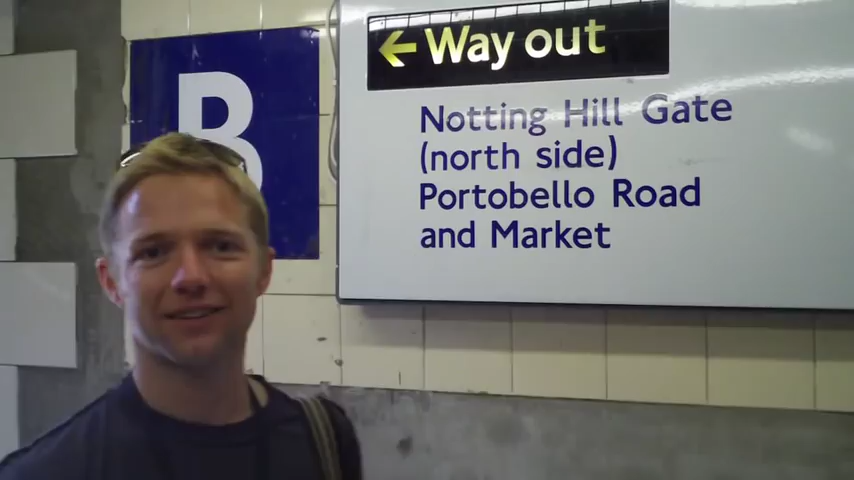 B
Way out
Notting Hill Gate
(north side)
Portobello Road
and Market